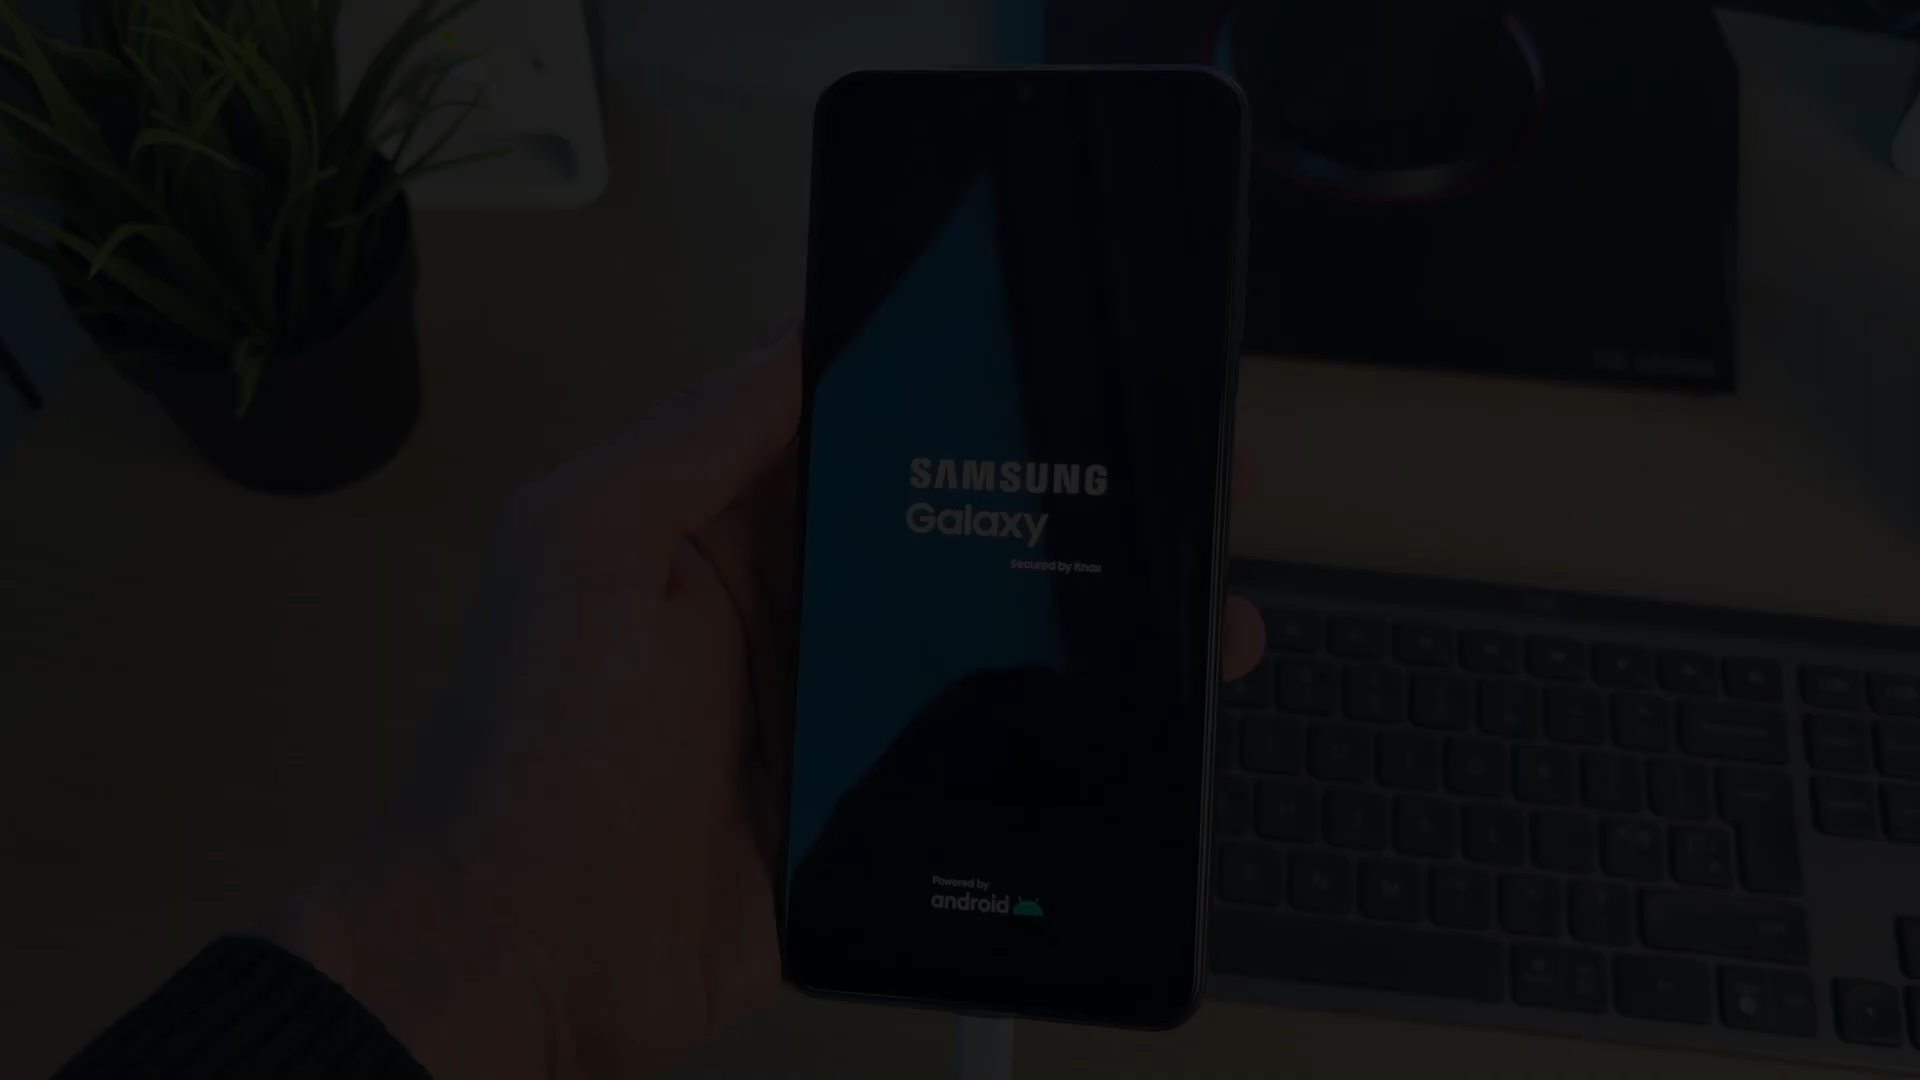 SAMSUNG
Galaxy
Secured by Knox
Powered by
android